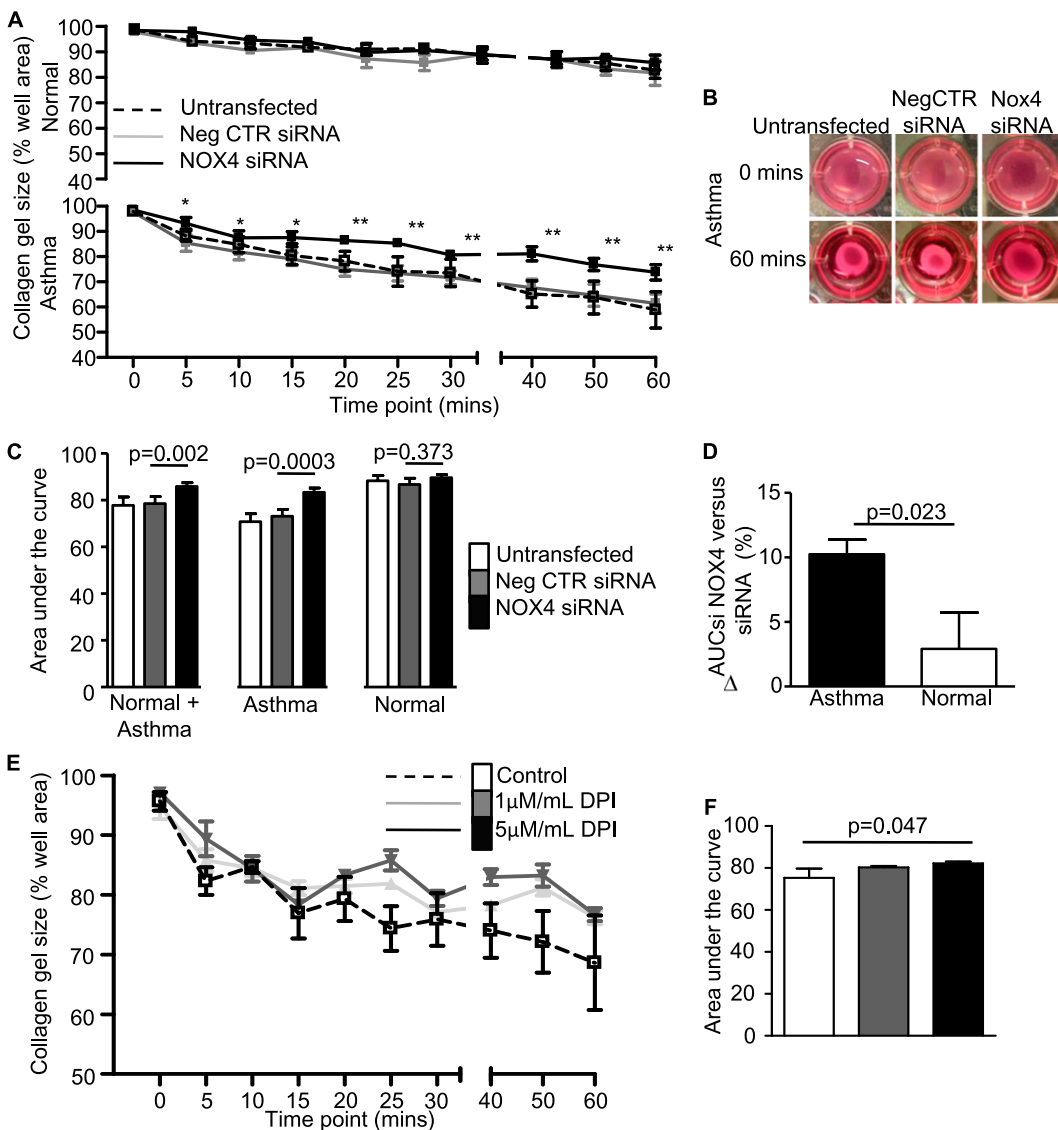 A
Collagen gel size (% well area)
Normal
100
90
80
70
60
50
40
Untransfected
Neg CTR siRNA
NOX4 siRNA
Asthma
100
90
80
70
60
50
40
* * * ** ** ** ** ** **
0 5 10 15 20 25 30 40 50 60
Time point (mins)
B
NegCTR Nox4
Untransfected siRNA siRNA
0 mins
Asthma
60 mins
C
Area under the curve
100
80
60
40
20
0
p=0.002
p=0.0003
p=0.373
Untransfected
Neg CTR siRNA
NOX4 siRNA
Normal +
Asthma
Asthma
Normal
D
Δ AUCsi NOX4 versus
siRNA (%)
15
10
5
0
p=0.023
Asthma Normal
E
Collagen gel size (% well area)
100
90
80
70
60
50
Control
1µM/mL DPI
5µM/mL DPI
0 5 10 15 20 25 30 40 50 60
Time point (mins)
F
Area under the curve
80
60
80
40
20
0
p=0.047